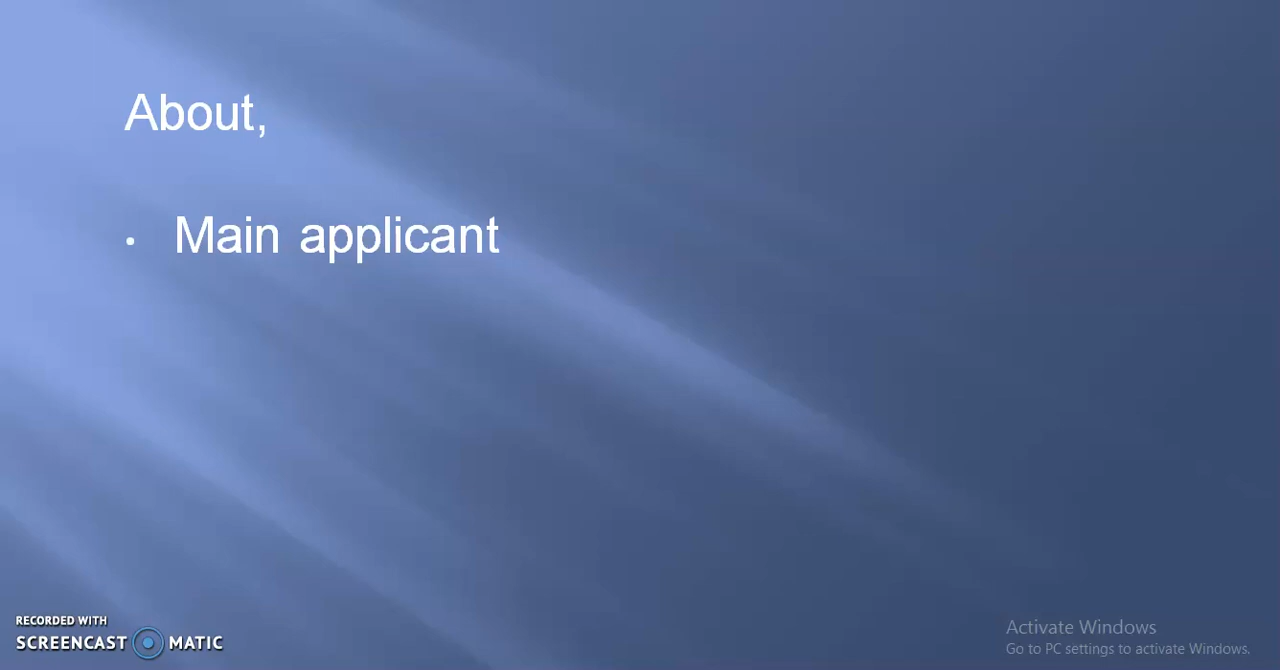 About,
• Main applicant
RECORDED WITH
SCREENCAST MATIC
Activate Windows
Go to PC settings to activate Windows.